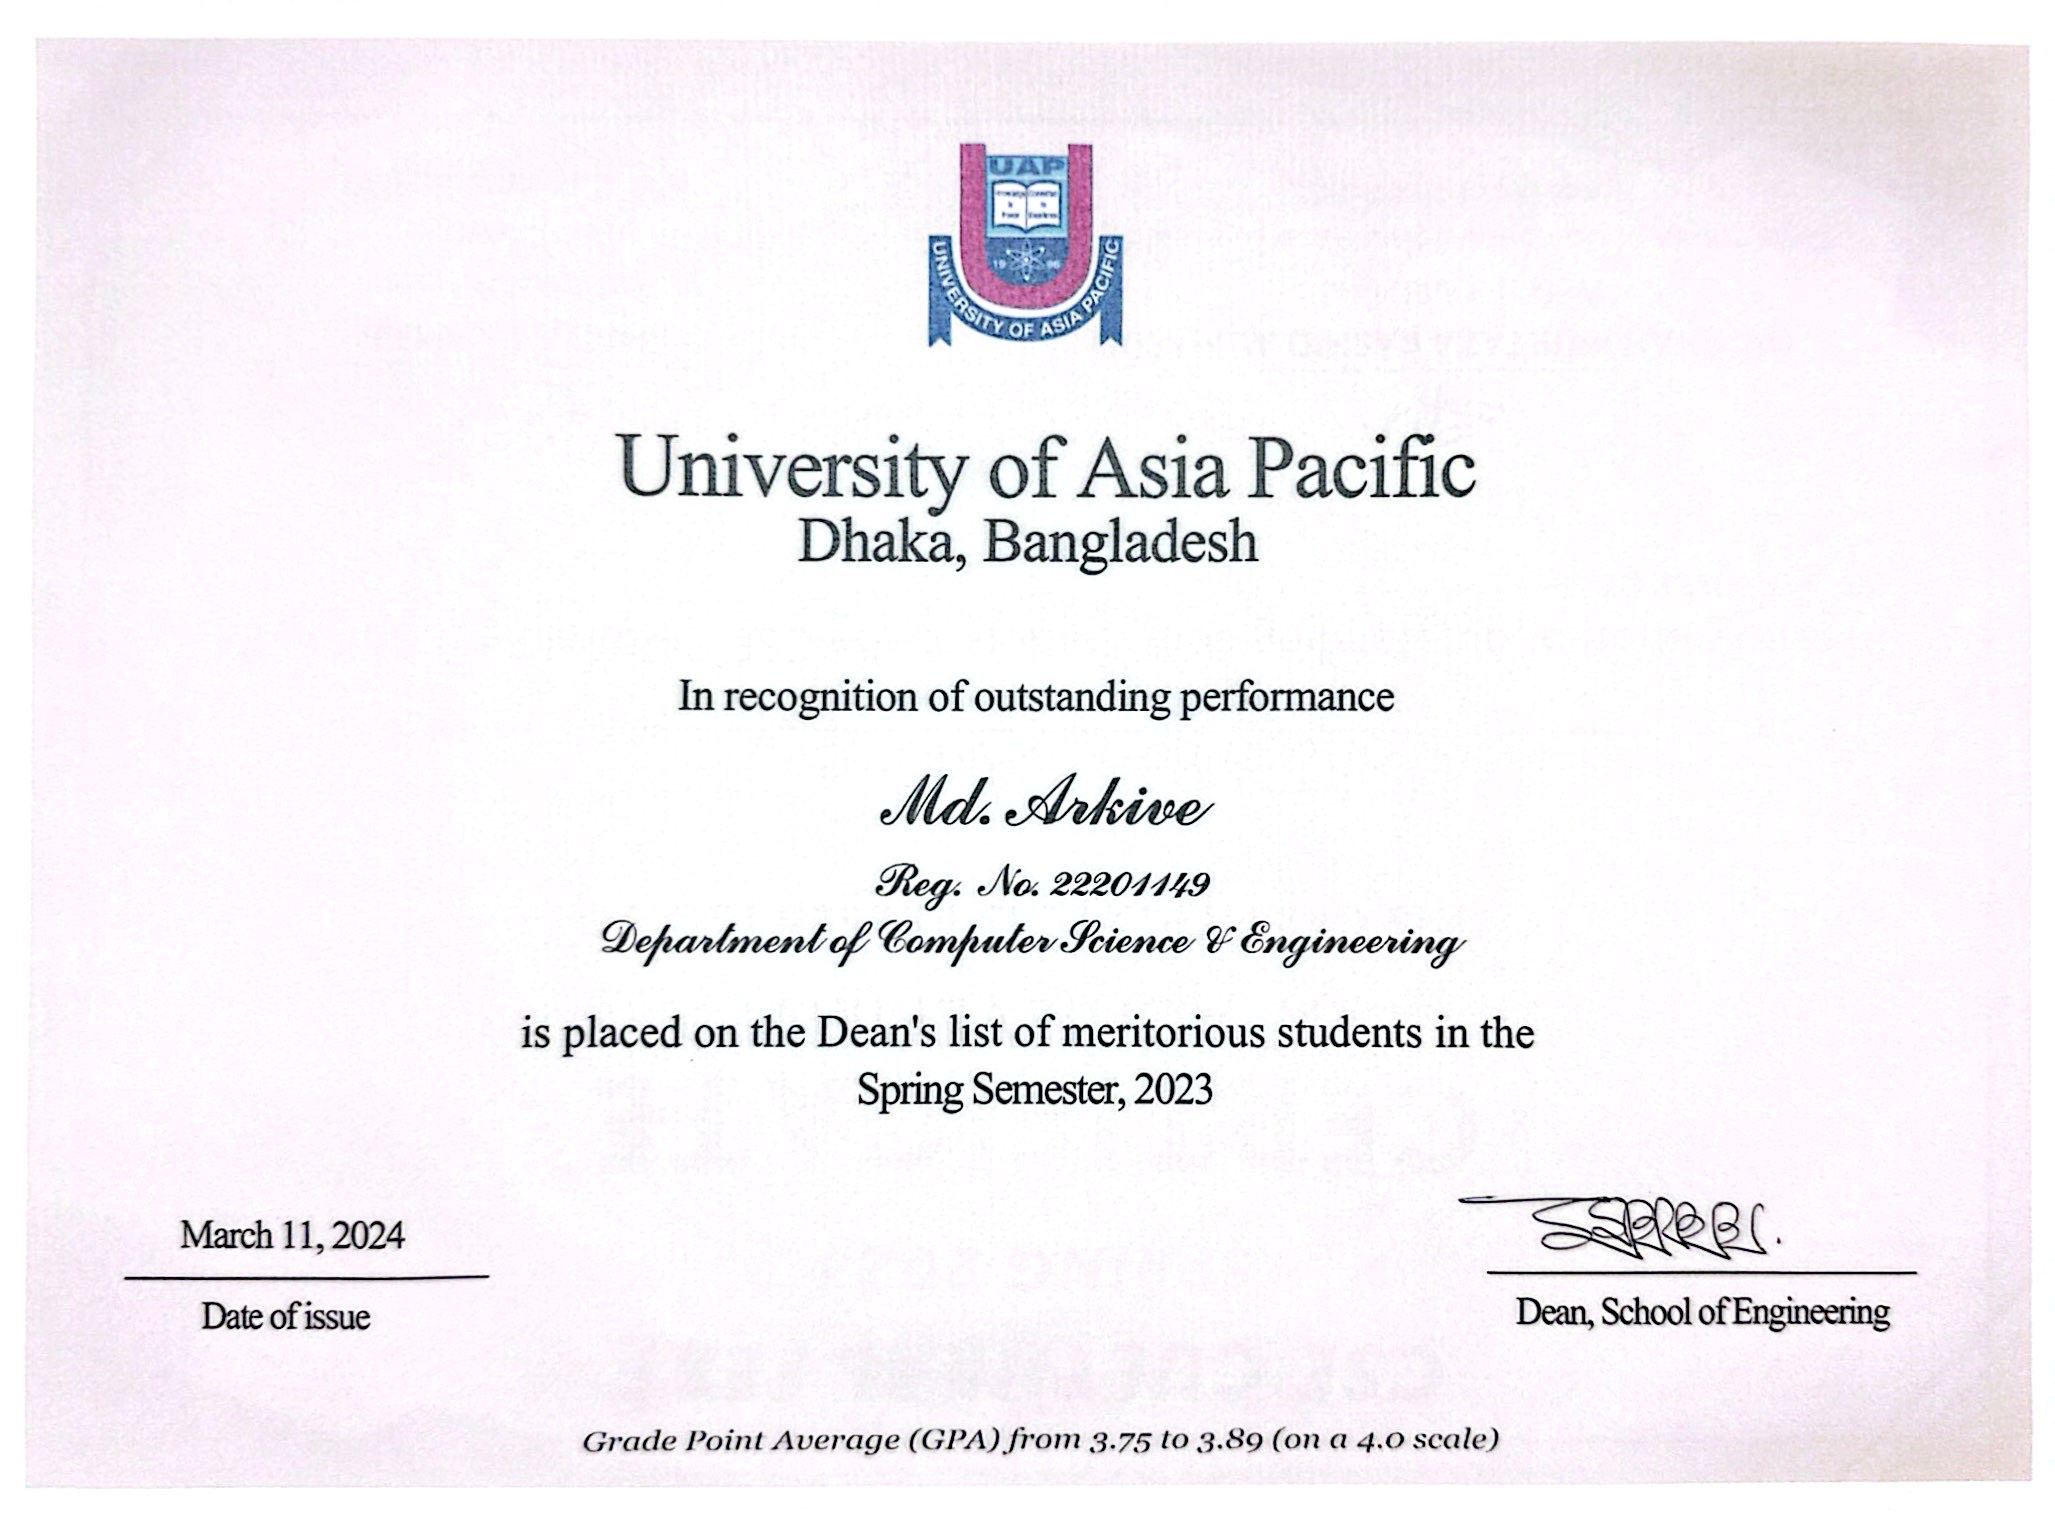 UAP
Knowledge is Power
19 96
UNIVERSITY OF ASIA PACIFIC
University of Asia Pacific
Dhaka, Bangladesh
In recognition of outstanding performance
Md. Arkive
Reg. No. 22201149
Department of Computer Science & Engineering
is placed on the Dean's list of meritorious students in the
Spring Semester, 2023
March 11, 2024
Date of issue
Dean, School of Engineering
Grade Point Average (GPA) from 3.75 to 3.89 (on a 4.0 scale)